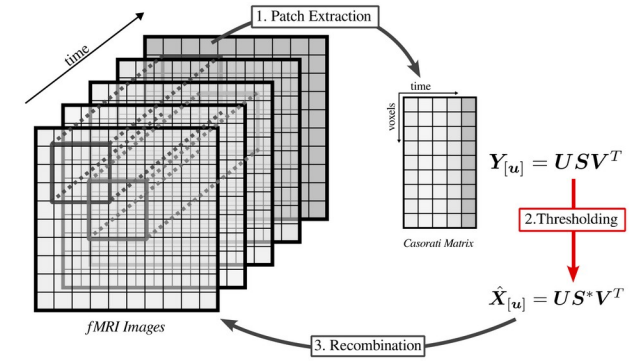 1. Patch Extraction
time
time
voxels
Y[u] = USV^T
2.Thresholding
Casorati Matrix
X̂[u] = US*V^T
fMRI Images
3. Recombination